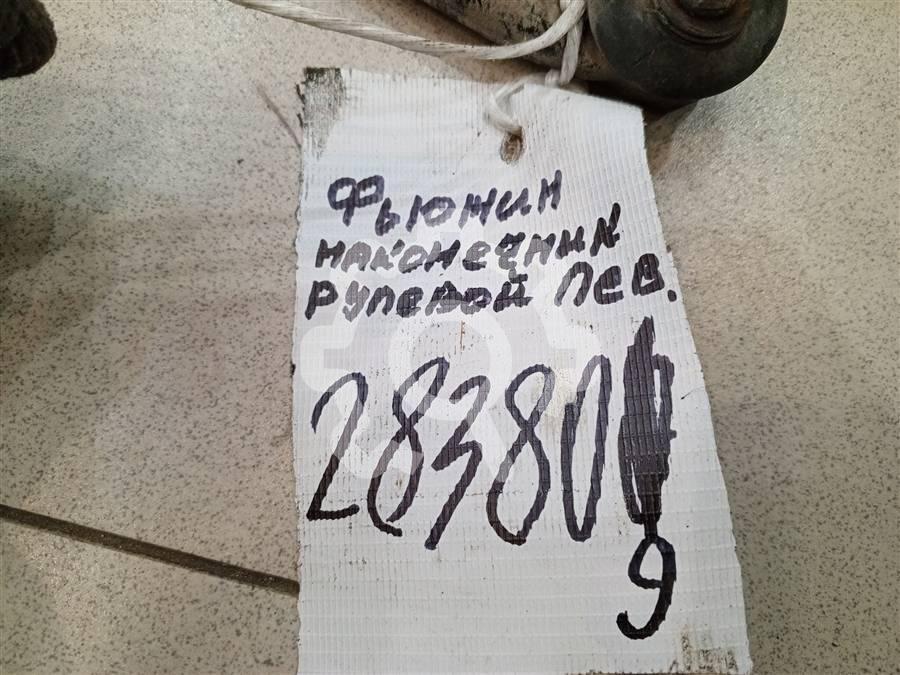 Фьюжин
наконечник
рулевой лев.
28380
9